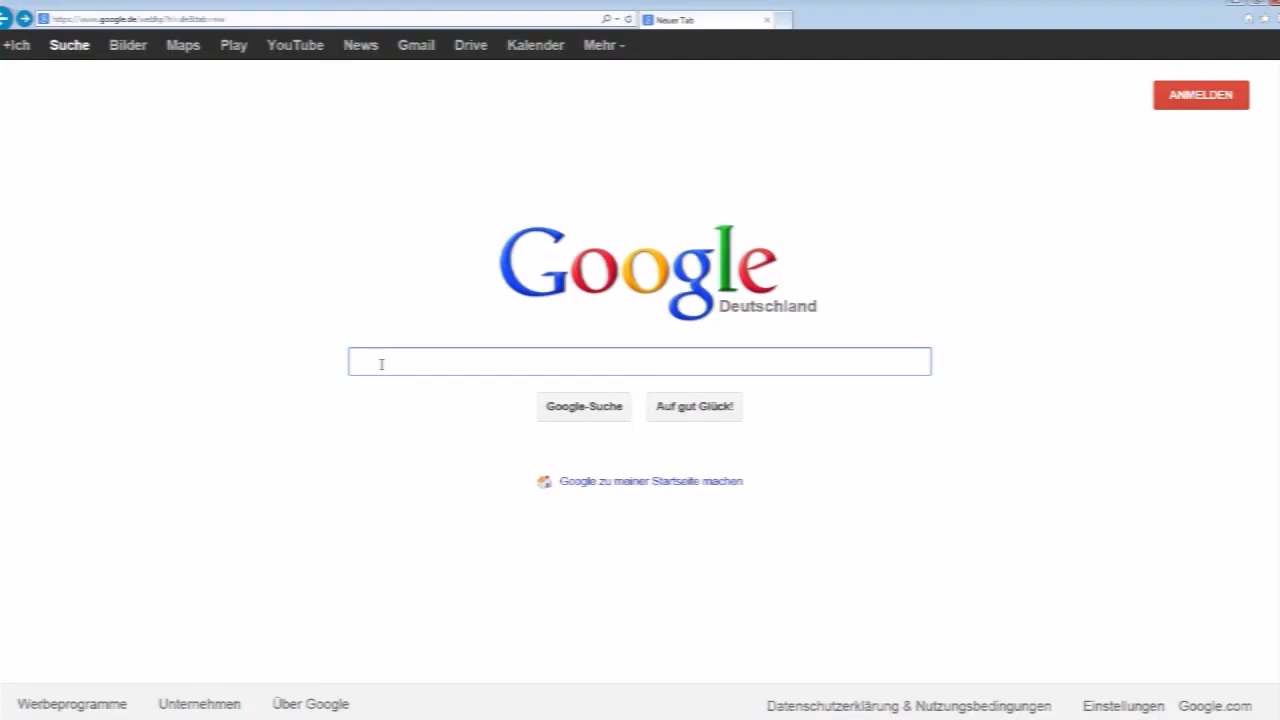 Neuer Tab
+Ich Suche Bilder Maps Play YouTube News Gmail Drive Kalender Mehr
ANMELDEN
Google
Deutschland
Google-Suche Auf gut Glück!
Google zu meiner Startseite machen
Werbeprogramme Unternehmen Über Google Datenschutzerklärung & Nutzungsbedingungen Einstellungen Google.com